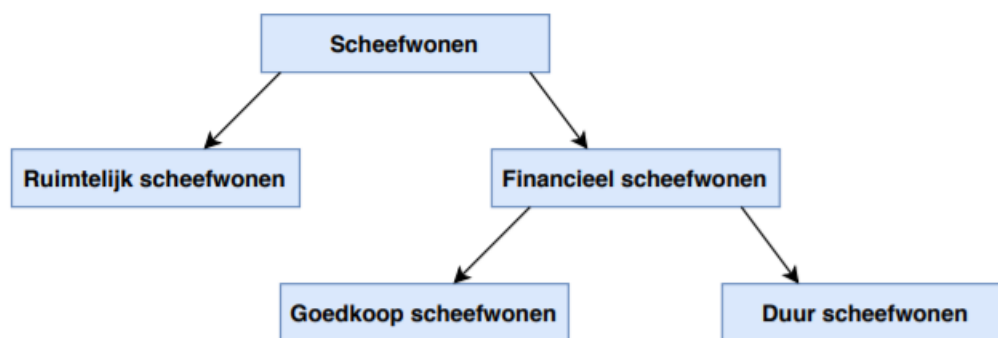 Scheefwonen
Ruimtelijk scheefwonen
Financieel scheefwonen
Goedkoop scheefwonen
Duur scheefwonen